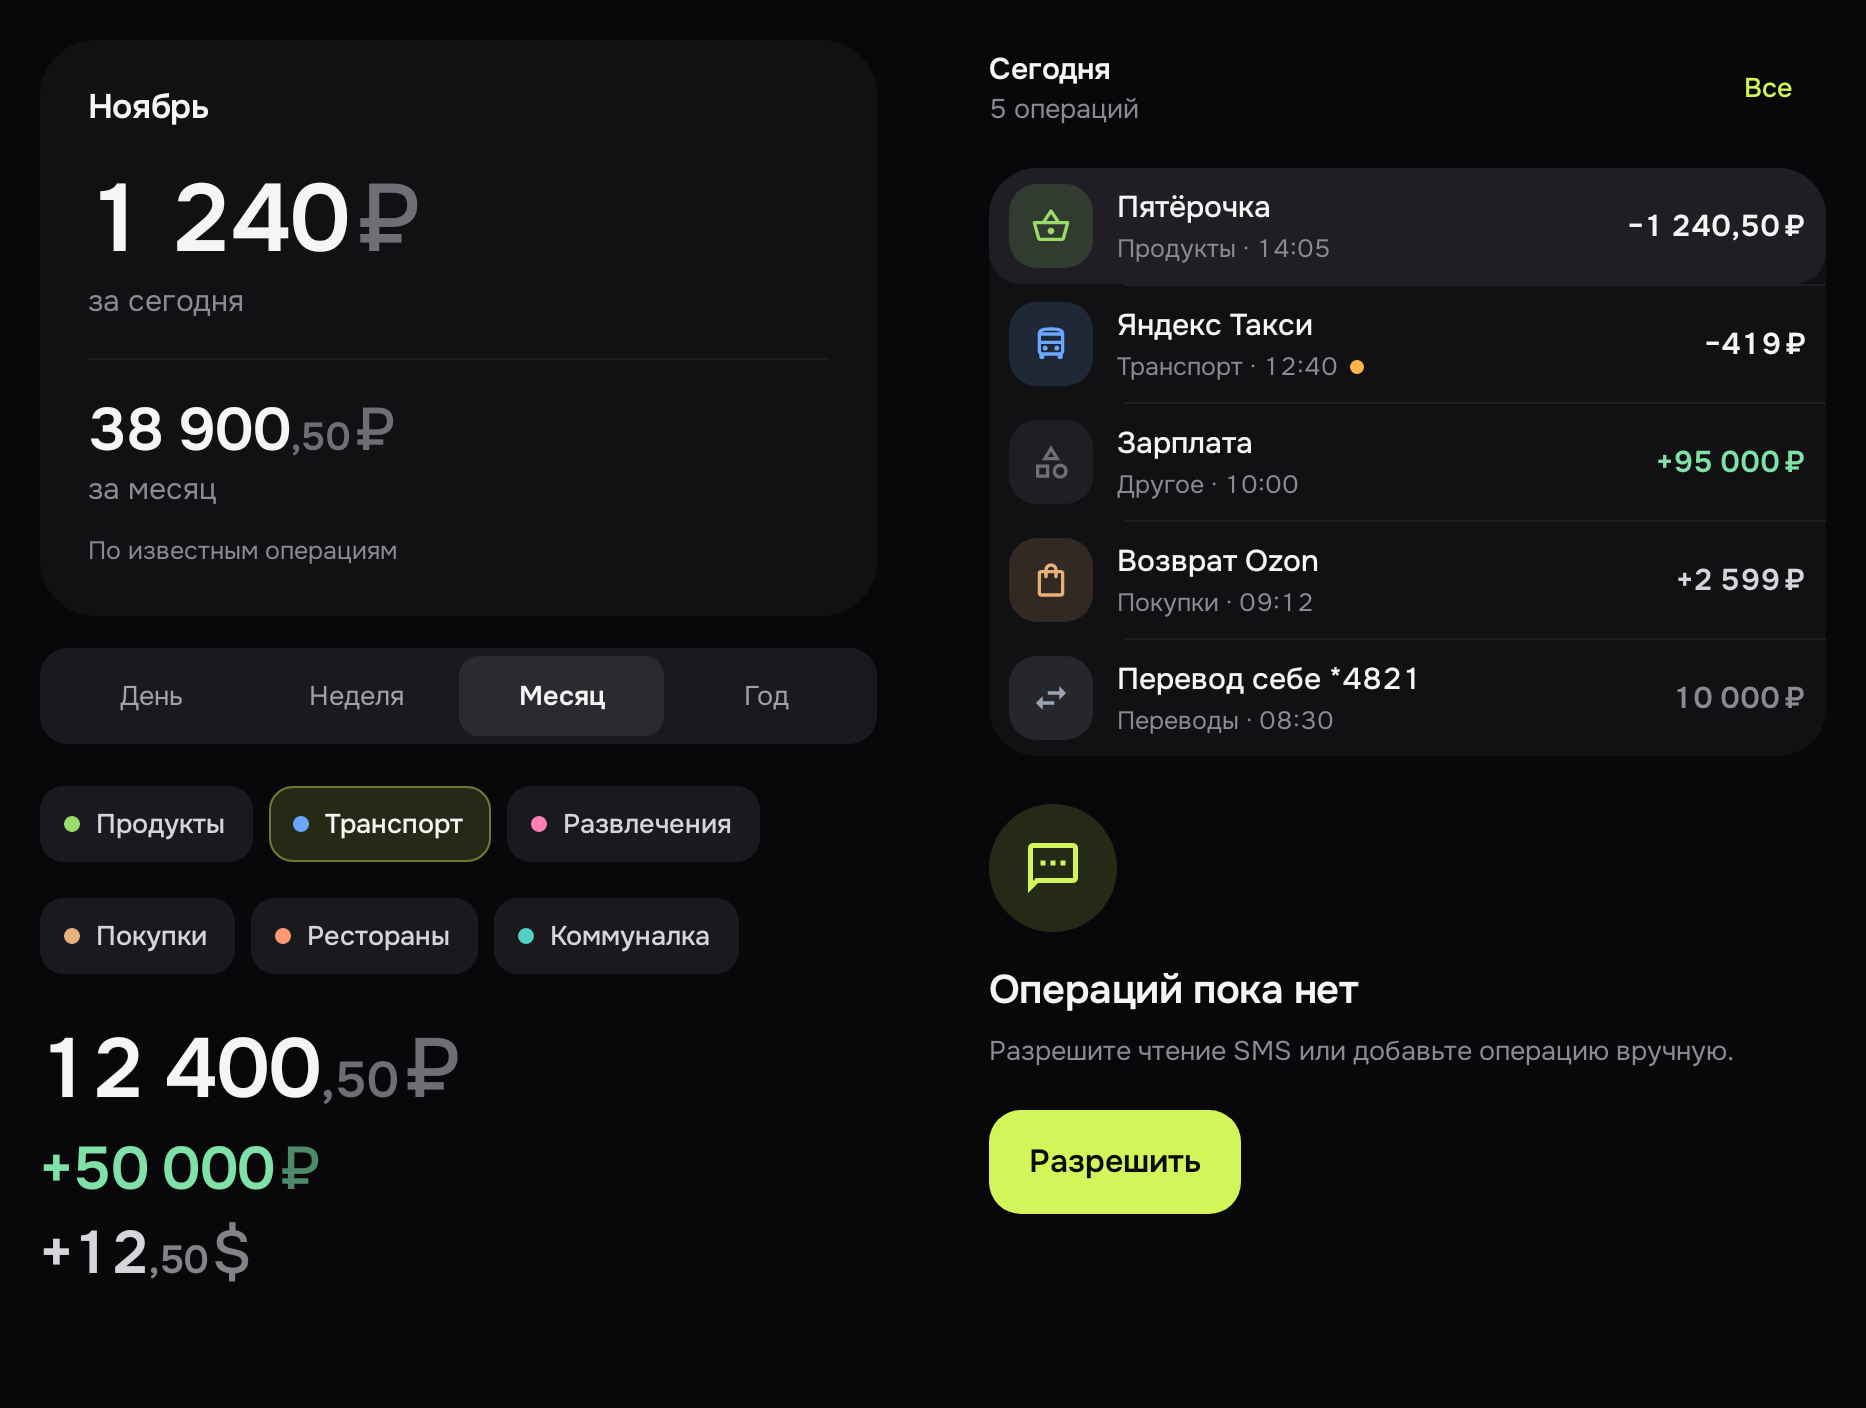 Ноябрь
1 240 ₽
за сегодня
38 900,50 ₽
за месяц
По известным операциям
День Неделя Месяц Год
Продукты Транспорт Развлечения
Покупки Рестораны Коммуналка
12 400,50 ₽
+50 000 ₽
+12,50 $
Сегодня
5 операций
Все
Пятёрочка
Продукты · 14:05
−1 240,50 ₽
Яндекс Такси
Транспорт · 12:40
−419 ₽
Зарплата
Другое · 10:00
+95 000 ₽
Возврат Ozon
Покупки · 09:12
+2 599 ₽
Перевод себе *4821
Переводы · 08:30
10 000 ₽
Операций пока нет
Разрешите чтение SMS или добавьте операцию вручную.
Разрешить